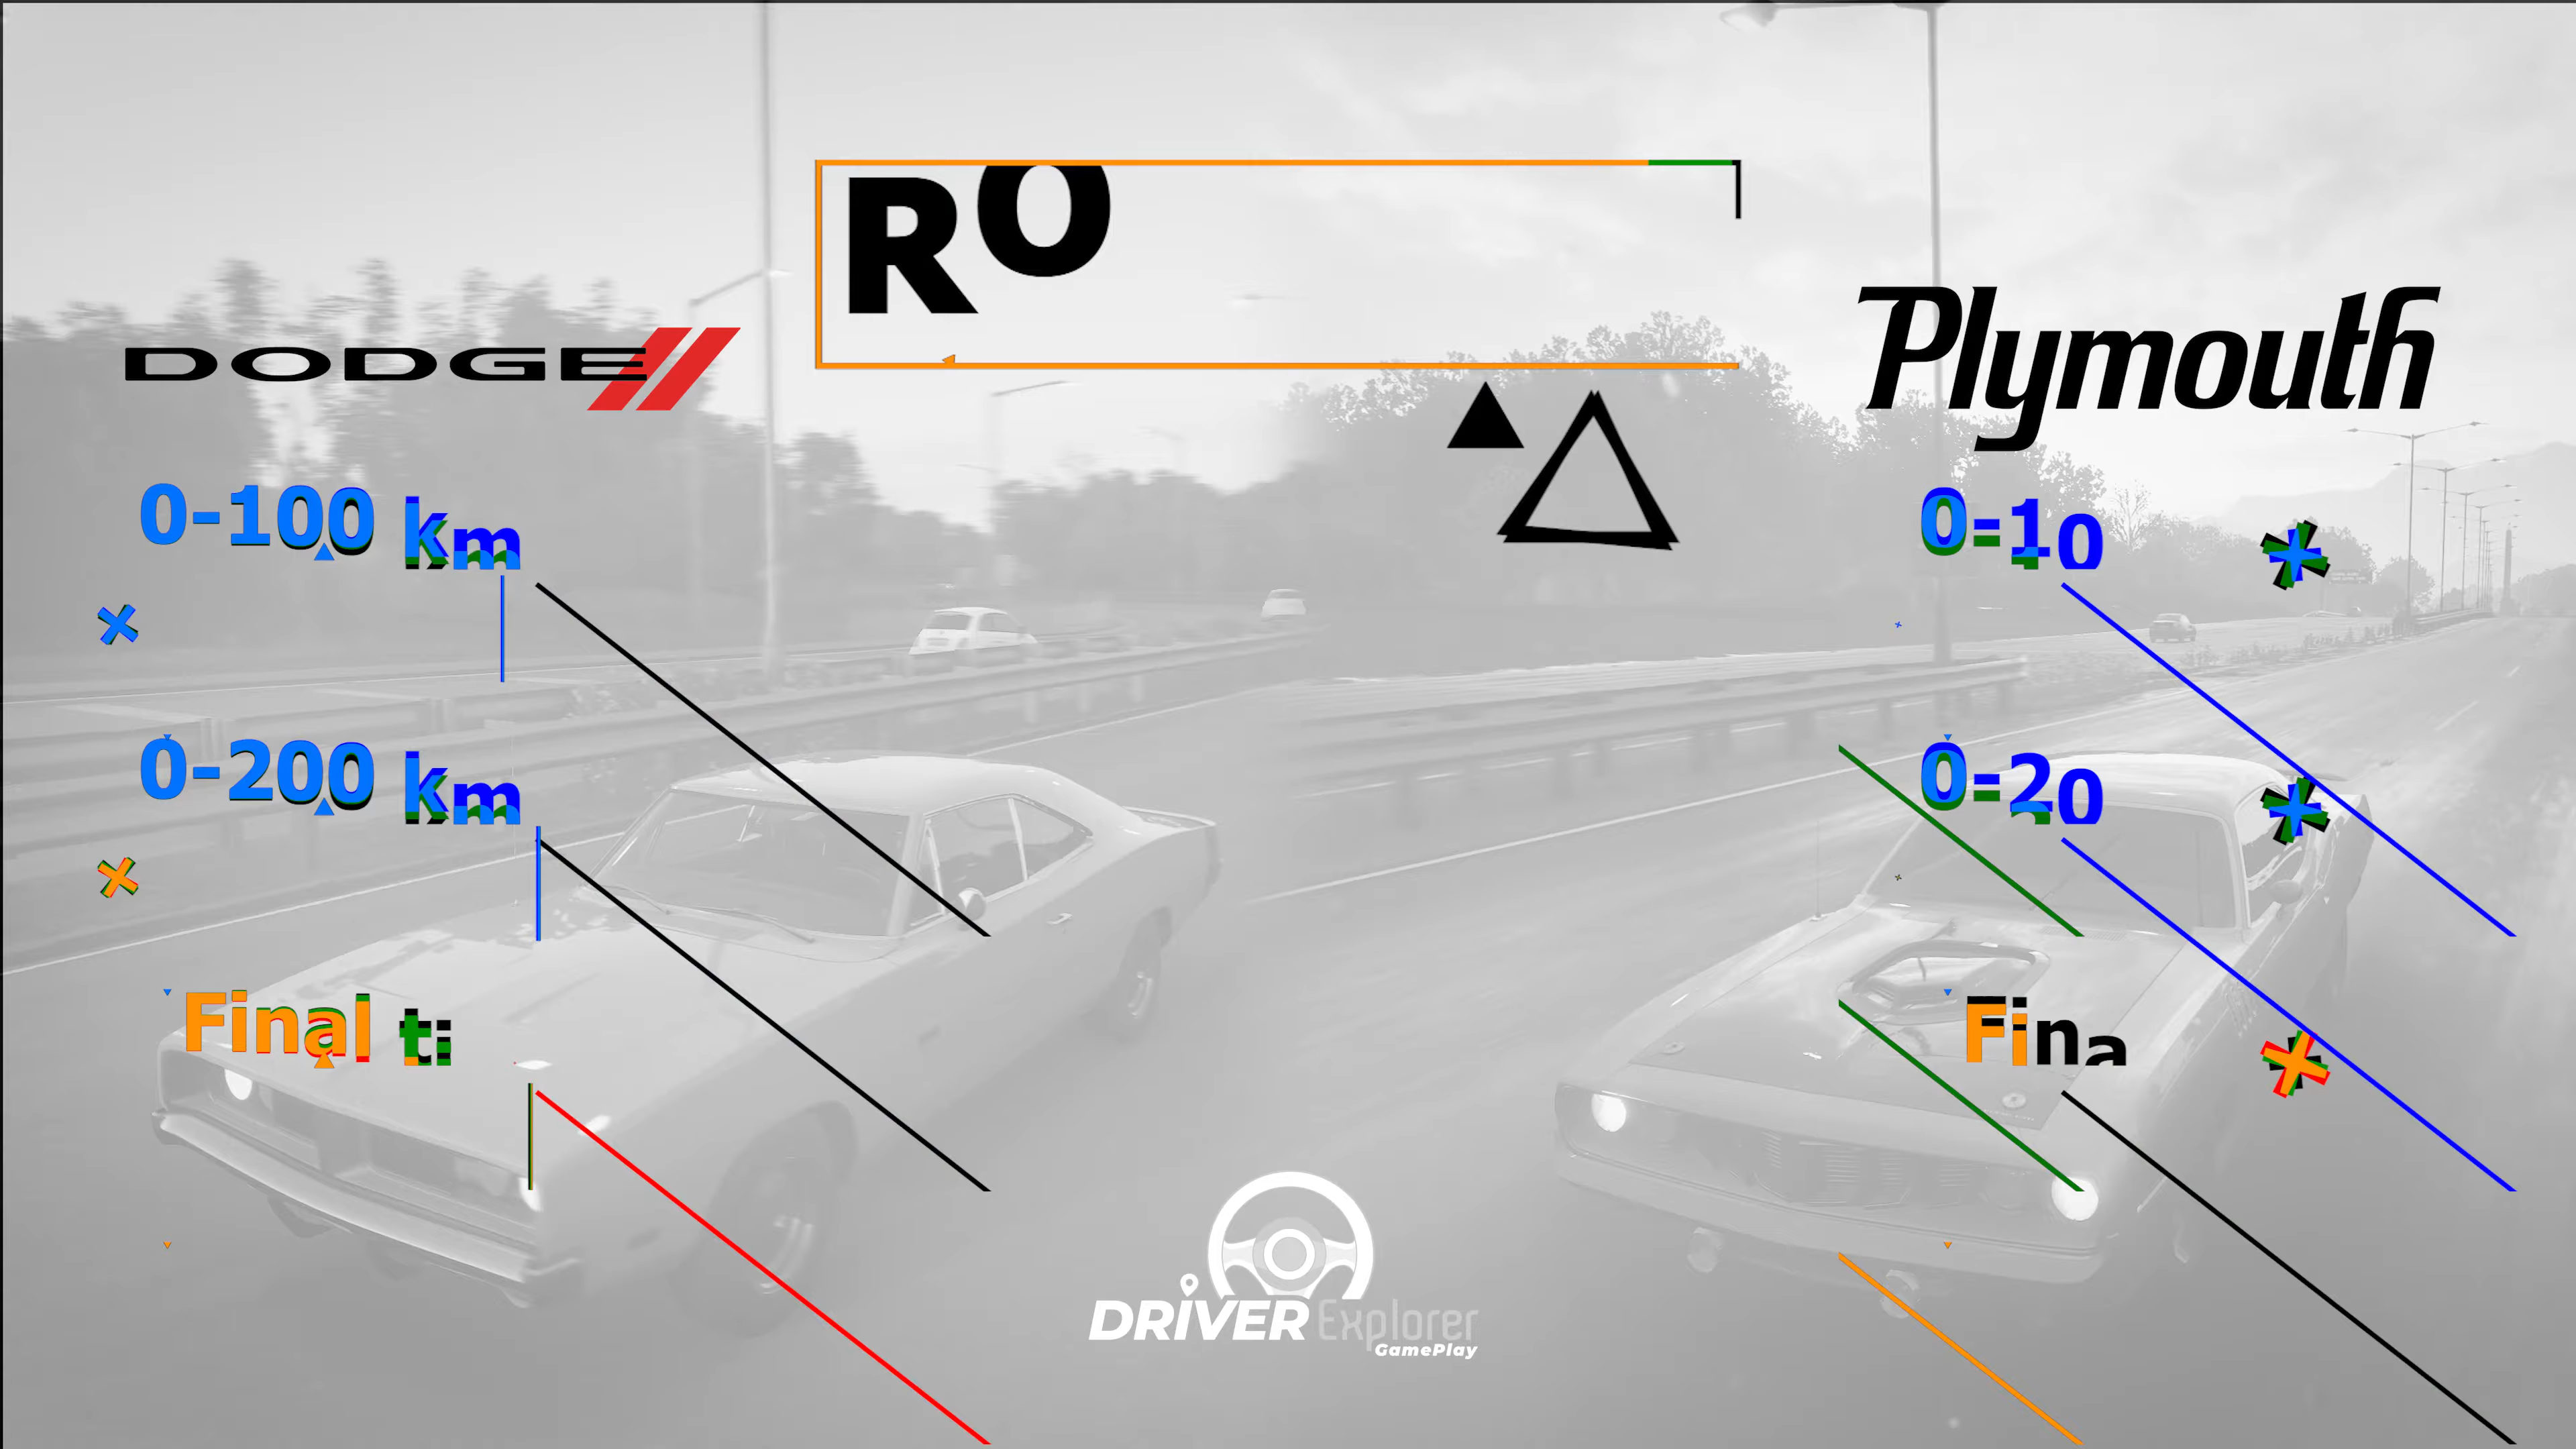 RO
DODGE
Plymouth
0-100 km
0-10
0-200 km
0-20
Final ti
Fina
DRIVER Explorer
GamePlay